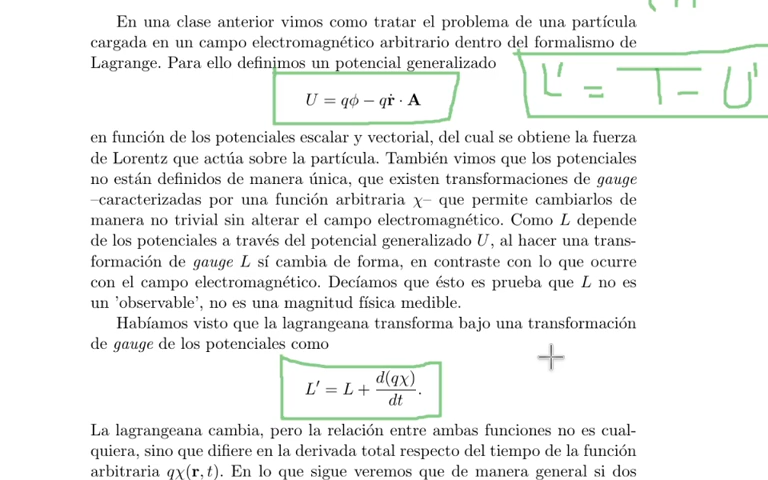 En una clase anterior vimos como tratar el problema de una partícula
cargada en un campo electromagnético arbitrario dentro del formalismo de
Lagrange. Para ello definimos un potencial generalizado
L' = T - U'
U = qϕ − qṙ · A
en función de los potenciales escalar y vectorial, del cual se obtiene la fuerza
de Lorentz que actúa sobre la partícula. También vimos que los potenciales
no están definidos de manera única, que existen transformaciones de gauge
–caracterizadas por una función arbitraria χ– que permite cambiarlos de
manera no trivial sin alterar el campo electromagnético. Como L depende
de los potenciales a través del potencial generalizado U, al hacer una trans-
formación de gauge L sí cambia de forma, en contraste con lo que ocurre
con el campo electromagnético. Decíamos que ésto es prueba que L no es
un 'observable', no es una magnitud física medible.
Habíamos visto que la lagrangeana transforma bajo una transformación
de gauge de los potenciales como
L′ = L + d(qχ)/dt.
La lagrangeana cambia, pero la relación entre ambas funciones no es cual-
quiera, sino que difiere en la derivada total respecto del tiempo de la función
arbitraria qχ(r, t). En lo que sigue veremos que de manera general si dos